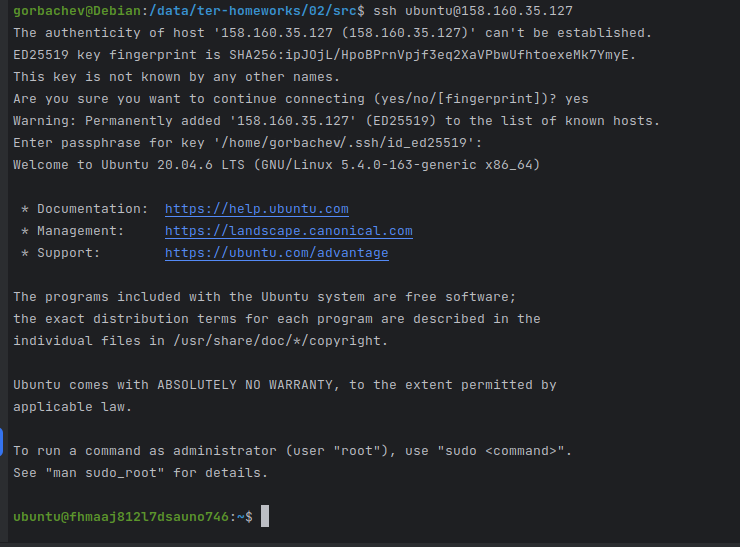 gorbachev@Debian:/data/ter-homeworks/02/src$ ssh ubuntu@158.160.35.127
The authenticity of host '158.160.35.127 (158.160.35.127)' can't be established.
ED25519 key fingerprint is SHA256:ipJOjL/HpoBPrnVpjf3eq2XaVPbwUfhtoexeMk7YmyE.
This key is not known by any other names.
Are you sure you want to continue connecting (yes/no/[fingerprint])? yes
Warning: Permanently added '158.160.35.127' (ED25519) to the list of known hosts.
Enter passphrase for key '/home/gorbachev/.ssh/id_ed25519':
Welcome to Ubuntu 20.04.6 LTS (GNU/Linux 5.4.0-163-generic x86_64)
* Documentation:  https://help.ubuntu.com
* Management:     https://landscape.canonical.com
* Support:        https://ubuntu.com/advantage
The programs included with the Ubuntu system are free software;
the exact distribution terms for each program are described in the
individual files in /usr/share/doc/*/copyright.
Ubuntu comes with ABSOLUTELY NO WARRANTY, to the extent permitted by
applicable law.
To run a command as administrator (user "root"), use "sudo <command>".
See "man sudo_root" for details.
ubuntu@fhmaaj812l7dsauno746:~$